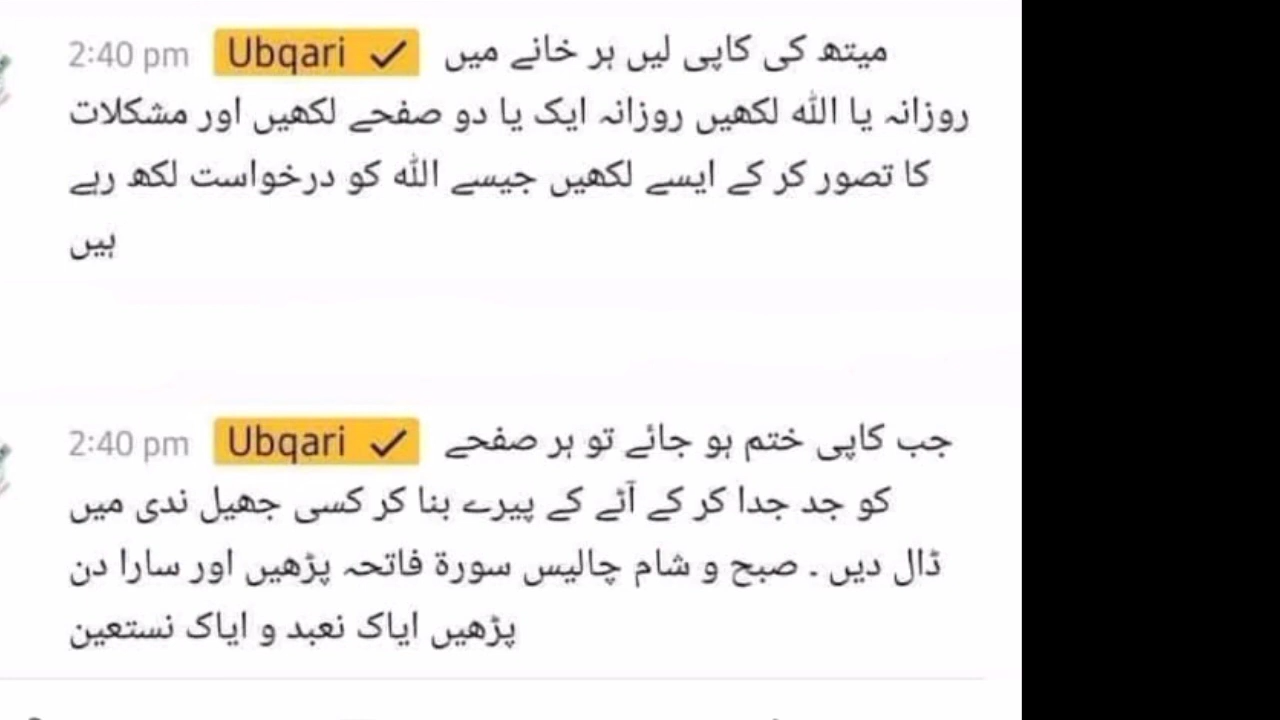 2:40 pm Ubqari ✓ میتھ کی کاپی لیں ہر خانے میں
روزانہ یا اللہ لکھیں روزانہ ایک یا دو صفحے لکھیں اور مشکلات
کا تصور کر کے ایسے لکھیں جیسے اللہ کو درخواست لکھ رہے
ہیں
2:40 pm Ubqari ✓ جب کاپی ختم ہو جائے تو ہر صفحے
کو جد جدا کر کے آٹے کے پیرے بنا کر کسی جھیل ندی میں
ڈال دیں ۔ صبح و شام چالیس سورۃ فاتحہ پڑھیں اور سارا دن
پڑھیں ایاک نعبد و ایاک نستعین